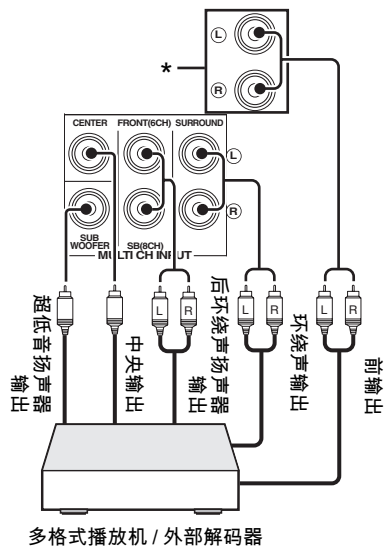 L
*
R
CENTER FRONT(6CH) SURROUND
L
R
SUB WOOFER
SB(8CH)
MULTI CH INPUT
L R L R L R
超低音扬声器输出
中央输出
后环绕声扬声器输出
环绕声输出
前输出
多格式播放机 / 外部解码器